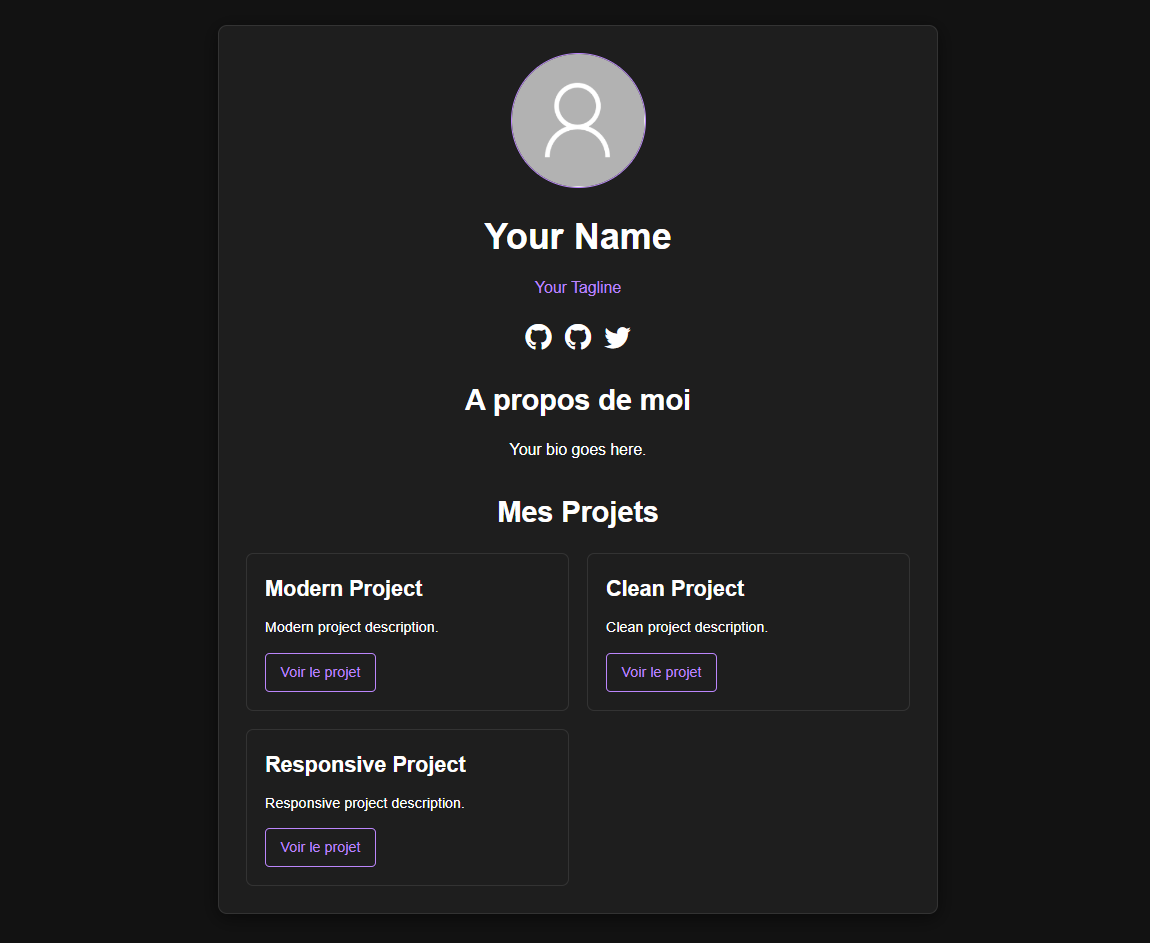 Your Name
Your Tagline
A propos de moi
Your bio goes here.
Mes Projets
Modern Project
Modern project description.
Voir le projet
Clean Project
Clean project description.
Voir le projet
Responsive Project
Responsive project description.
Voir le projet